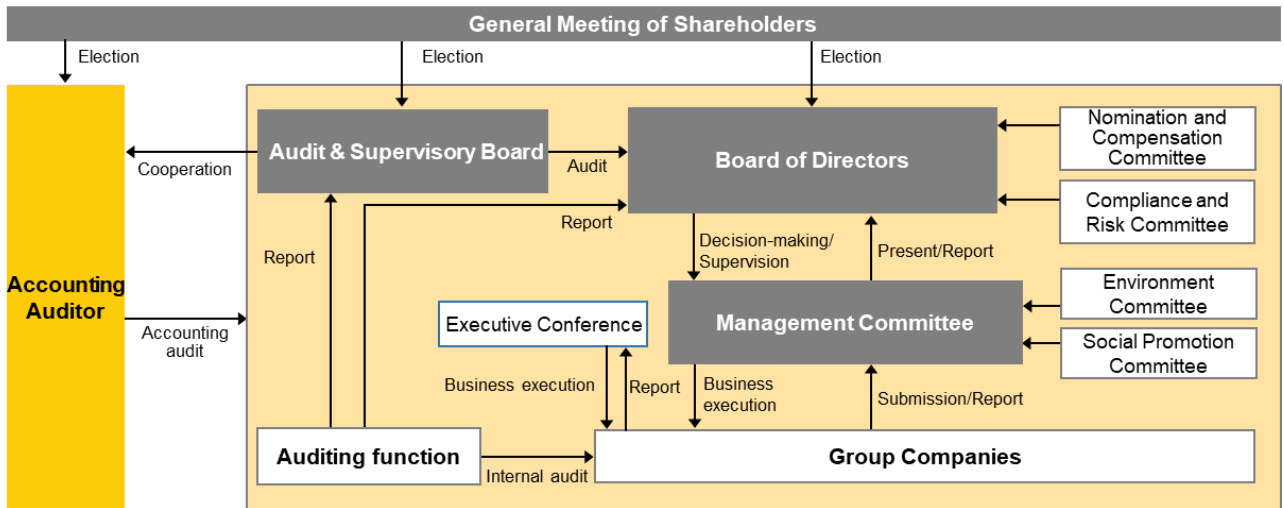 General Meeting of Shareholders
Election
Election
Election
Audit & Supervisory Board
Audit
Board of Directors
Nomination and
Compensation
Committee
Cooperation
Compliance and
Risk Committee
Report
Report
Decision-making/
Supervision
Present/Report
Accounting
Auditor
Accounting
audit
Executive Conference
Management Committee
Environment
Committee
Social Promotion
Committee
Business execution
Report
Business
execution
Submission/Report
Auditing function
Internal audit
Group Companies